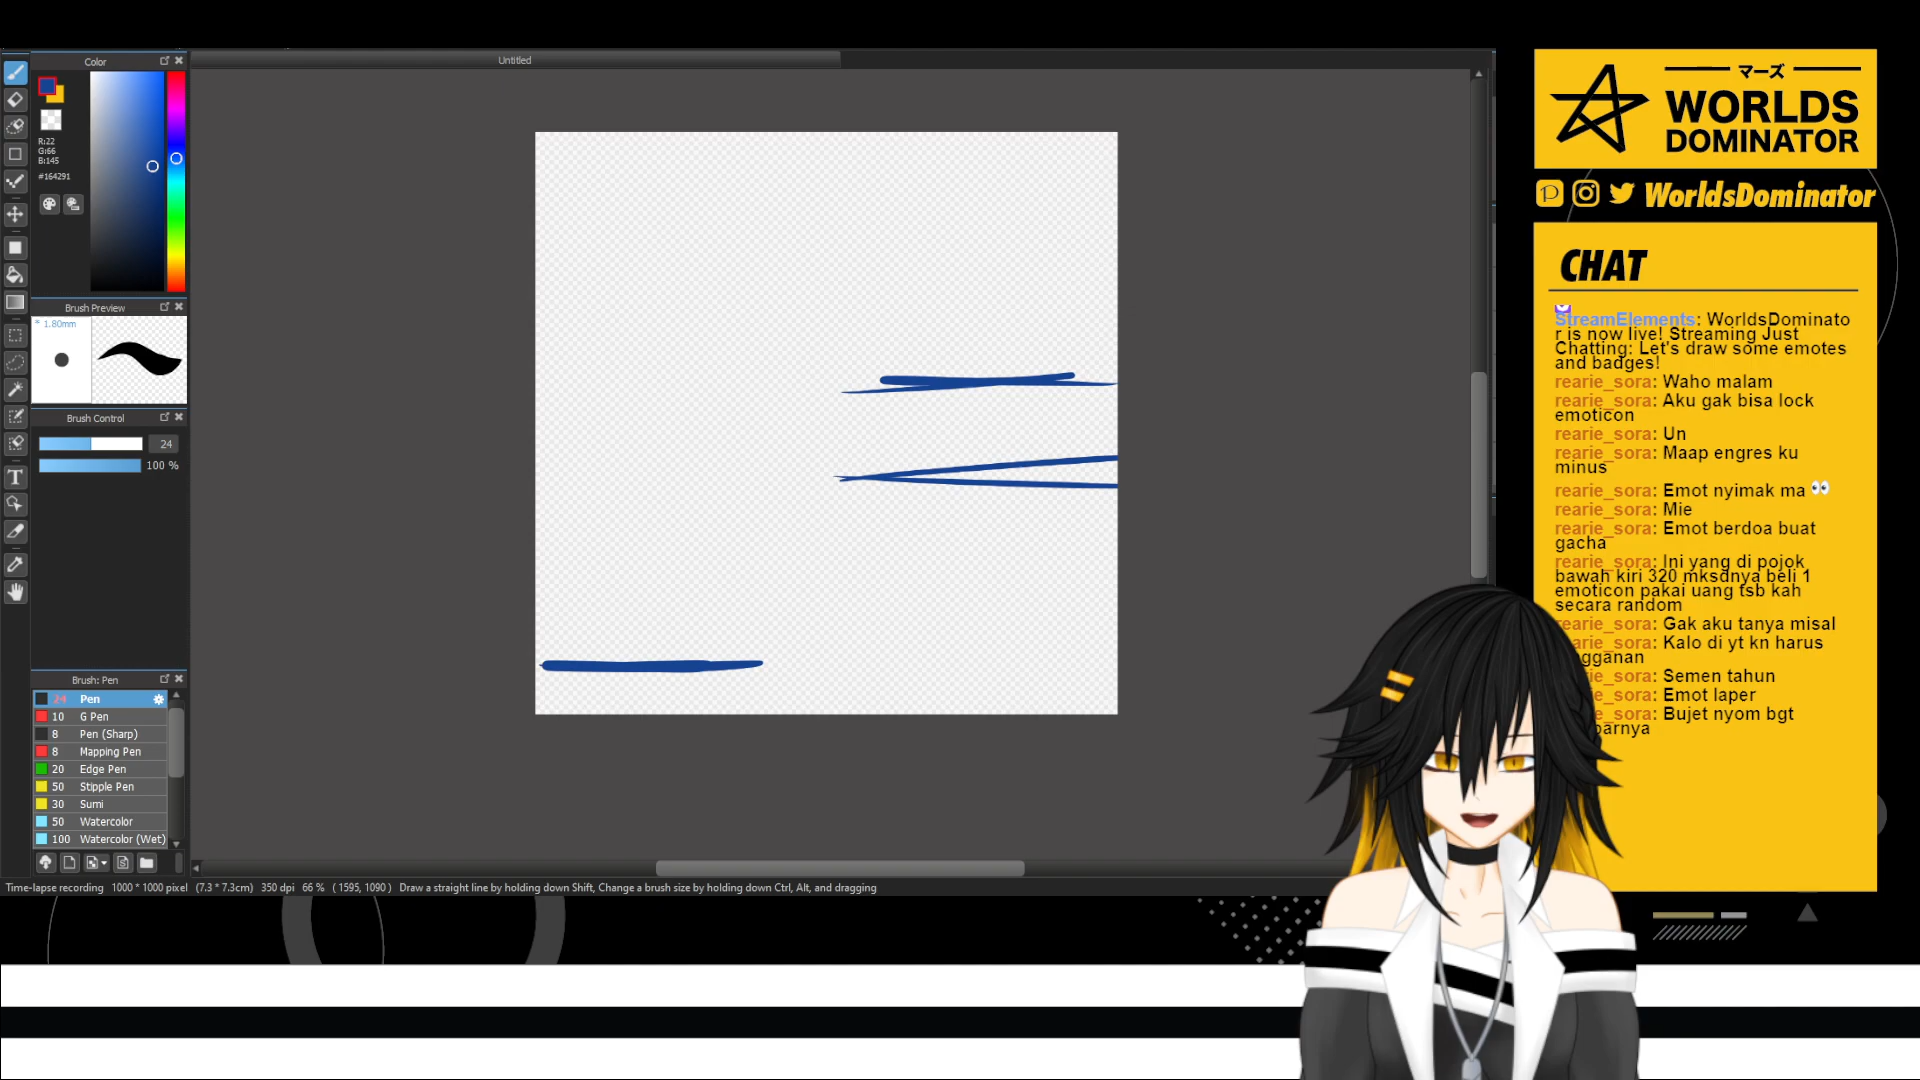 Color
Untitled
R:22
G:66
B:145
#164291
Brush Preview
* 1.80mm
Brush Control
24
100 %
Brush: Pen
24 Pen
10 G Pen
8 Pen (Sharp)
8 Mapping Pen
20 Edge Pen
50 Stipple Pen
30 Sumi
50 Watercolor
100 Watercolor (Wet)
T
Time-lapse recording 1000 * 1000 pixel (7.3 * 7.3cm) 350 dpi 66 % ( 1595, 1090 ) Draw a straight line by holding down Shift, Change a brush size by holding down Ctrl, Alt, and dragging
マーズ
WORLDS
DOMINATOR
WorldsDominator
CHAT
StreamElements: WorldsDominato
r is now live! Streaming Just
Chatting: Let's draw some emotes
and badges!
rearie_sora: Waho malam
rearie_sora: Aku gak bisa lock
emoticon
rearie_sora: Un
rearie_sora: Maap engres ku
minus
rearie_sora: Emot nyimak ma 👀
rearie_sora: Mie
rearie_sora: Emot berdoa buat
gacha
rearie_sora: Ini yang di pojok
bawah kiri 320 mksdnya beli 1
emoticon pakai uang tsb kah
secara random
earie_sora: Gak aku tanya misal
earie_sora: Kalo di yt kn harus
ngganan
e_sora: Semen tahun
e_sora: Emot laper
e_sora: Bujet nyom bgt
barnya